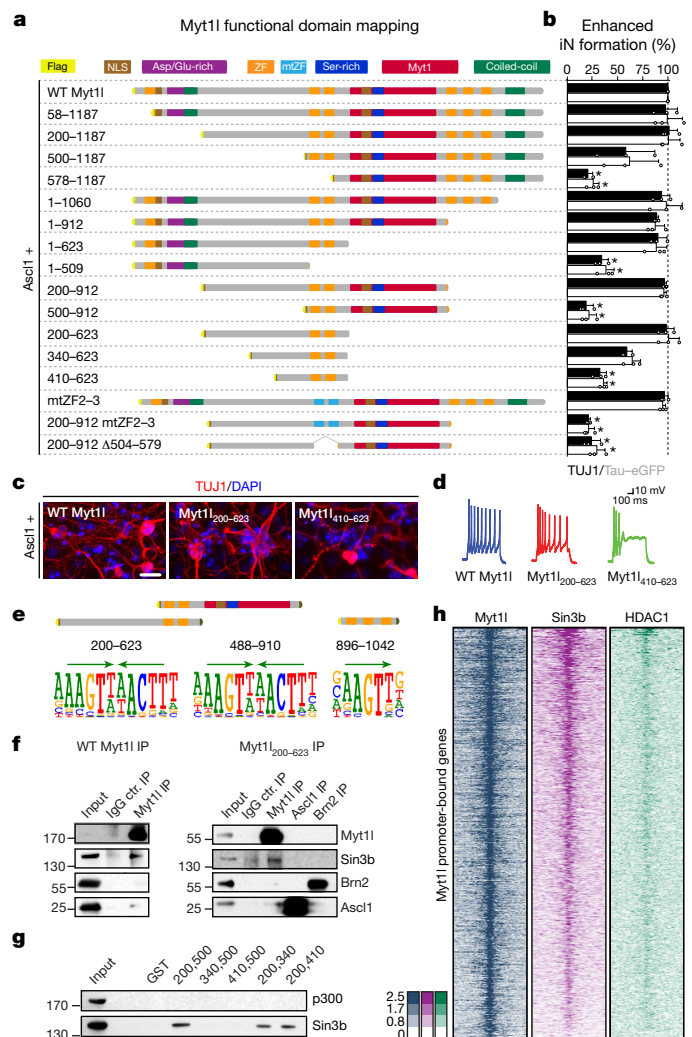 a
Myt1l functional domain mapping
b
Enhanced
iN formation (%)
Flag
NLS
Asp/Glu-rich
ZF
mtZF
Ser-rich
Myt1
Coiled-coil
0 25 50 75 100
Ascl1 +
WT Myt1l
58–1187
200–1187
500–1187
578–1187 * *
1–1060
1–912
1–623
1–509 * *
200–912
500–912 * *
200–623
340–623
410–623 * *
mtZF2–3
200–912 mtZF2–3 * *
200–912 Δ504–579 * *
TUJ1/Tau–eGFP
c
TUJ1/DAPI
Ascl1 +
WT Myt1l
Myt1l200–623
Myt1l410–623
d
10 mV
100 ms
WT Myt1l
Myt1l200–623
Myt1l410–623
e
200–623
488–910
896–1042
f
WT Myt1l IP
Myt1l200–623 IP
Input
IgG ctr. IP
Myt1l IP
Input
IgG ctr. IP
Myt1l IP
Ascl1 IP
Brn2 IP
170 55 Myt1l
130 130 Sin3b
55 55 Brn2
25 25 Ascl1
g
Input
GST
200,500
340,500
410,500
200,340
200,410
170 p300
130 Sin3b
h
Myt1l
Sin3b
HDAC1
Myt1l promoter-bound genes
2.5
1.7
0.8
0